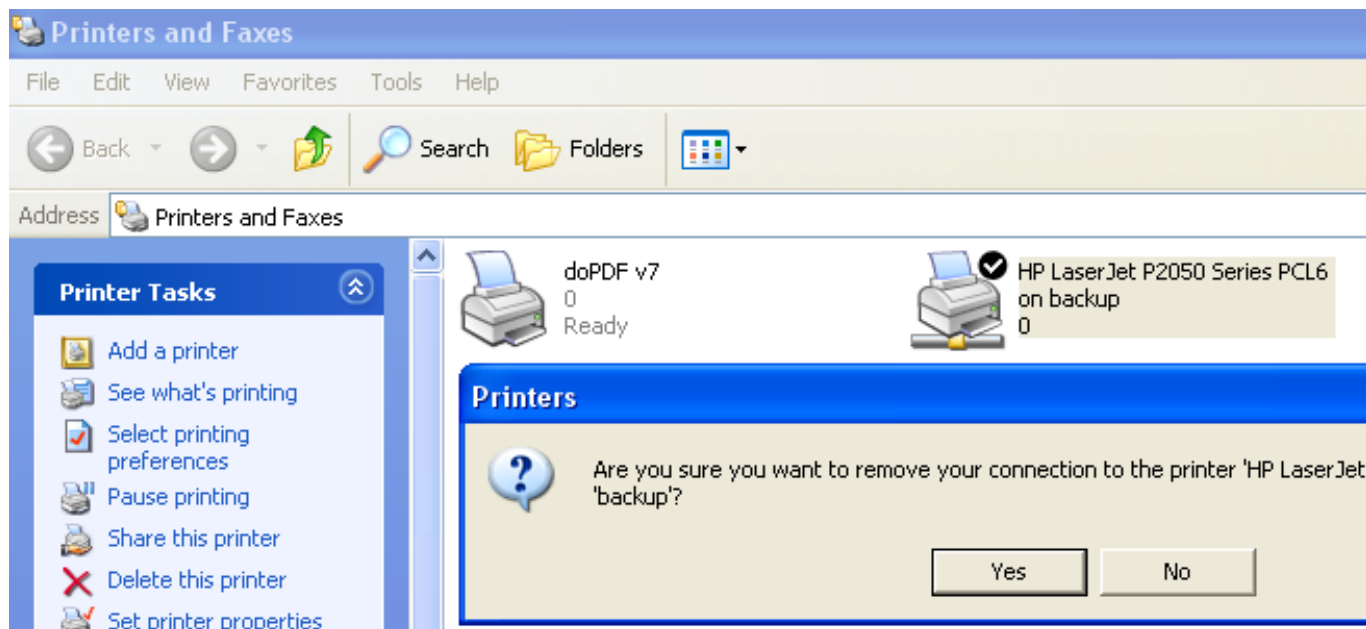 Printers and Faxes
File Edit View Favorites Tools Help
Back Search Folders
Address Printers and Faxes
Printer Tasks
Add a printer
See what's printing
Select printing
preferences
Pause printing
Share this printer
Delete this printer
Set printer properties
doPDF v7
0
Ready
HP LaserJet P2050 Series PCL6
on backup
0
Printers
Are you sure you want to remove your connection to the printer 'HP LaserJet
'backup'?
Yes No